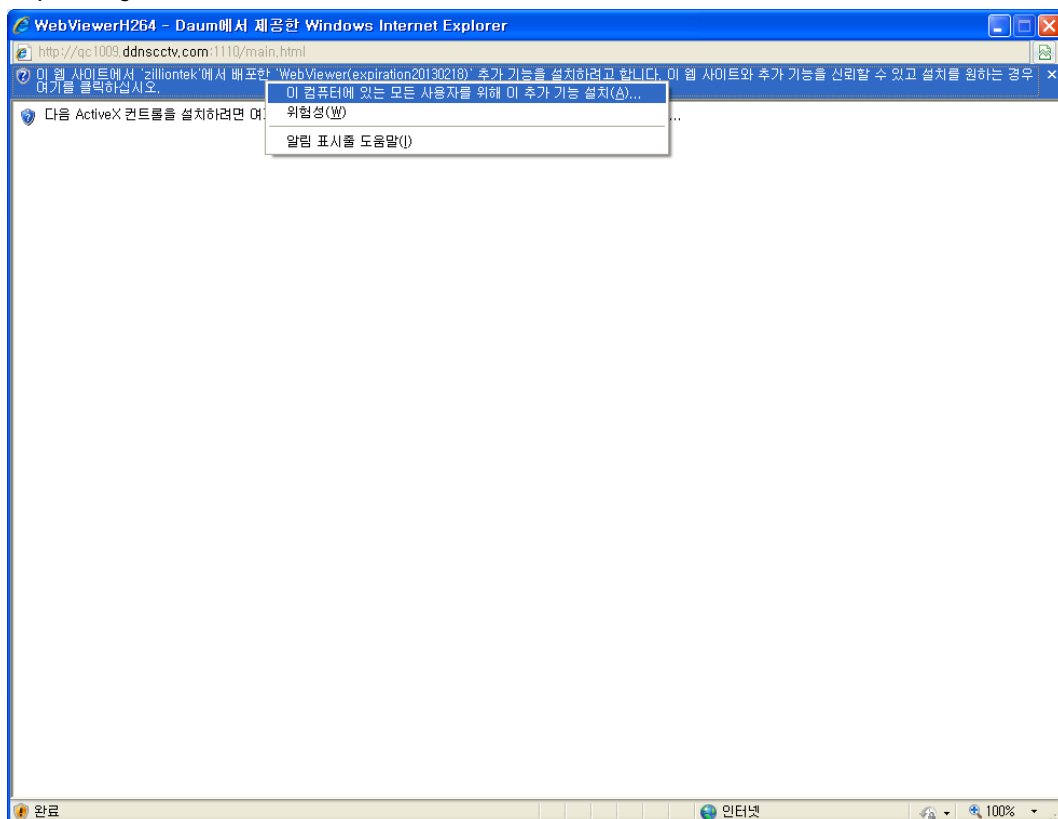 WebViewerH264 - Daum에서 제공한 Windows Internet Explorer
http://qc1009.ddnscctv.com:1110/main.html
이 웹 사이트에서 'zilliontek'에서 배포한 'WebViewer(expiration20130218)' 추가 기능을 설치하려고 합니다. 이 웹 사이트와 추가 기능을 신뢰할 수 있고 설치를 원하는 경우
여기를 클릭하십시오.
이 컴퓨터에 있는 모든 사용자를 위해 이 추가 기능 설치(A)...
다음 ActiveX 컨트롤을 설치하려면 ...
위험성(W)
알림 표시줄 도움말(I)
완료
인터넷
100%